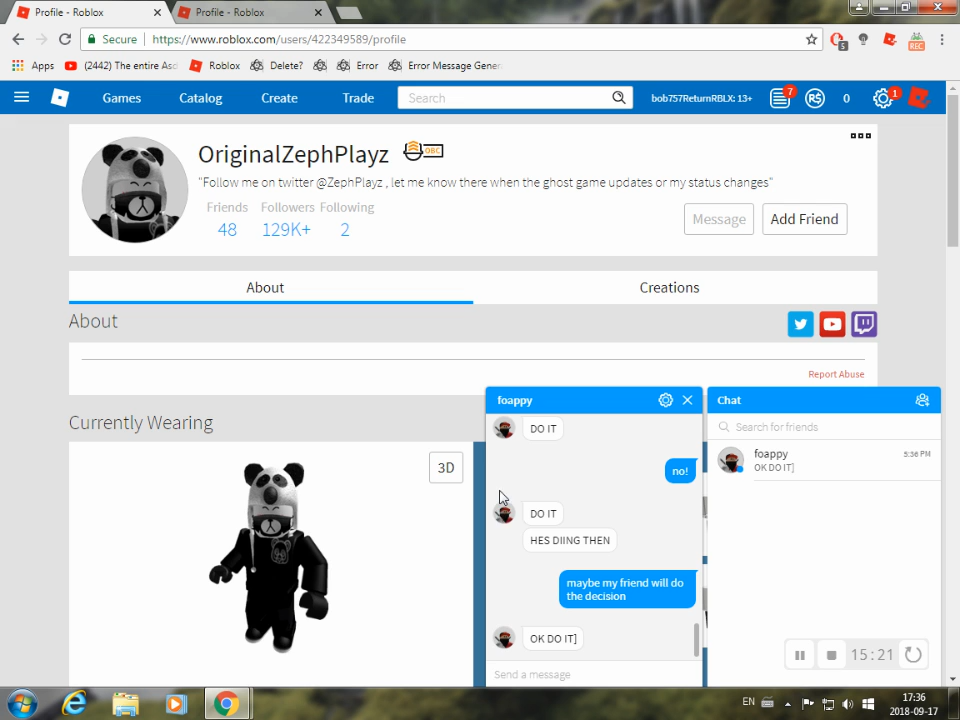 Profile - Roblox
Profile - Roblox
Secure
https://www.roblox.com/users/422349589/profile
5
REC
Apps
(2442) The entire Asc
Roblox
Delete?
Error
Error Message Gener
Games
Catalog
Create
Trade
Search
bob757ReturnRBLX: 13+
7
R$
0
1
OriginalZephPlayz
OBC
"Follow me on twitter @ZephPlayz , let me know there when the ghost game updates or my status changes"
Friends
Followers
Following
48
129K+
2
Message
Add Friend
About
Creations
About
Report Abuse
Currently Wearing
3D
foappy
DO IT
no!
DO IT
HES DIING THEN
maybe my friend will do
the decision
OK DO IT]
Send a message
Chat
Search for friends
foappy
5:36 PM
OK DO IT]
15:21
EN
17:36
2018-09-17